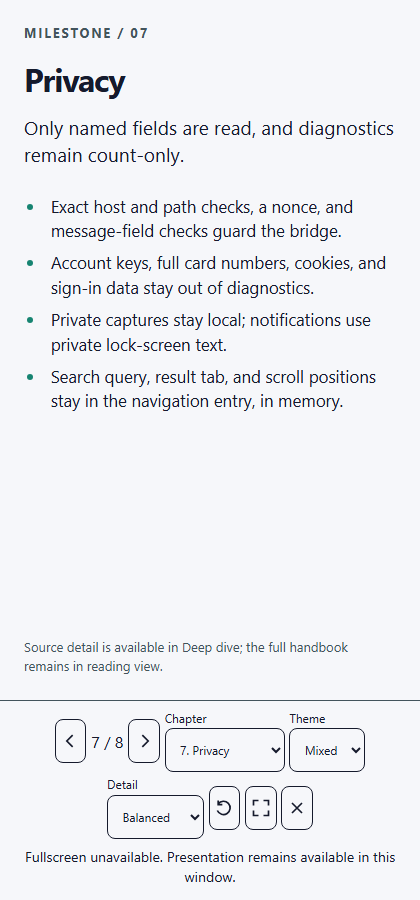 MILESTONE / 07
Privacy
Only named fields are read, and diagnostics
remain count-only.
• Exact host and path checks, a nonce, and
message-field checks guard the bridge.
• Account keys, full card numbers, cookies, and
sign-in data stay out of diagnostics.
• Private captures stay local; notifications use
private lock-screen text.
• Search query, result tab, and scroll positions
stay in the navigation entry, in memory.
Source detail is available in Deep dive; the full handbook
remains in reading view.
Chapter
Theme
7 / 8
7. Privacy
Mixed
Detail
Balanced
Fullscreen unavailable. Presentation remains available in this
window.